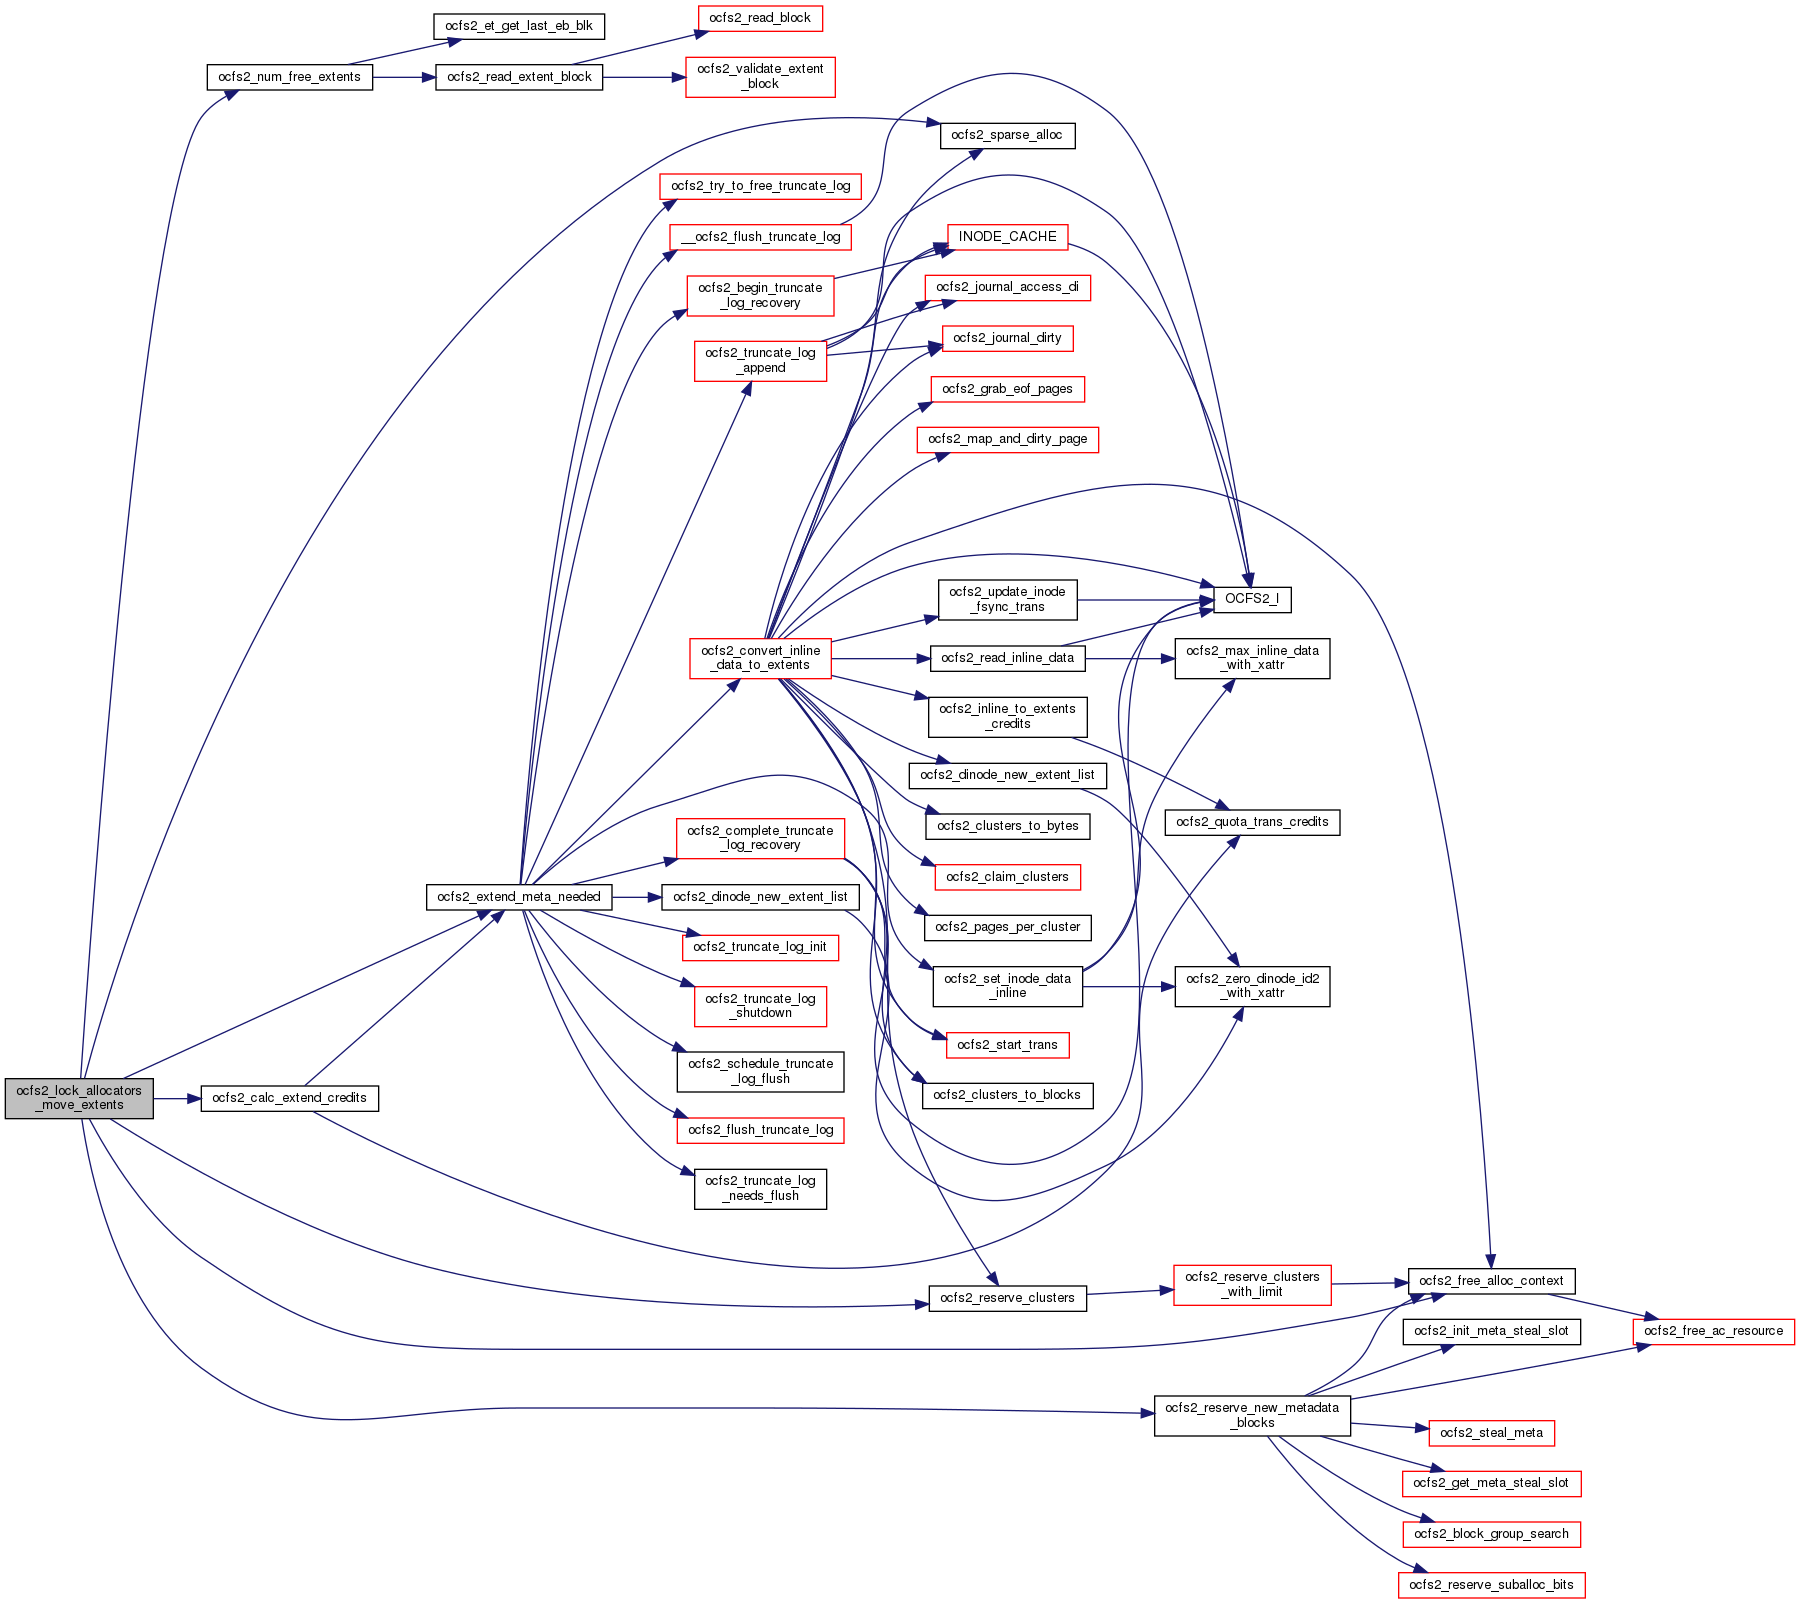 ocfs2_et_get_last_eb_blk
ocfs2_read_block
ocfs2_num_free_extents
ocfs2_read_extent_block
ocfs2_validate_extent
_block
ocfs2_sparse_alloc
ocfs2_try_to_free_truncate_log
__ocfs2_flush_truncate_log
INODE_CACHE
ocfs2_begin_truncate
_log_recovery
ocfs2_journal_access_di
ocfs2_truncate_log
_append
ocfs2_journal_dirty
ocfs2_grab_eof_pages
ocfs2_map_and_dirty_page
ocfs2_update_inode
_fsync_trans
OCFS2_I
ocfs2_convert_inline
_data_to_extents
ocfs2_read_inline_data
ocfs2_max_inline_data
_with_xattr
ocfs2_inline_to_extents
_credits
ocfs2_dinode_new_extent_list
ocfs2_clusters_to_bytes
ocfs2_quota_trans_credits
ocfs2_complete_truncate
_log_recovery
ocfs2_claim_clusters
ocfs2_extend_meta_needed
ocfs2_dinode_new_extent_list
ocfs2_pages_per_cluster
ocfs2_truncate_log_init
ocfs2_set_inode_data
_inline
ocfs2_zero_dinode_id2
_with_xattr
ocfs2_truncate_log
_shutdown
ocfs2_start_trans
ocfs2_schedule_truncate
_log_flush
ocfs2_clusters_to_blocks
ocfs2_lock_allocators
_move_extents
ocfs2_calc_extend_credits
ocfs2_flush_truncate_log
ocfs2_truncate_log
_needs_flush
ocfs2_reserve_clusters
ocfs2_reserve_clusters
_with_limit
ocfs2_free_alloc_context
ocfs2_init_meta_steal_slot
ocfs2_free_ac_resource
ocfs2_reserve_new_metadata
_blocks
ocfs2_steal_meta
ocfs2_get_meta_steal_slot
ocfs2_block_group_search
ocfs2_reserve_suballoc_bits